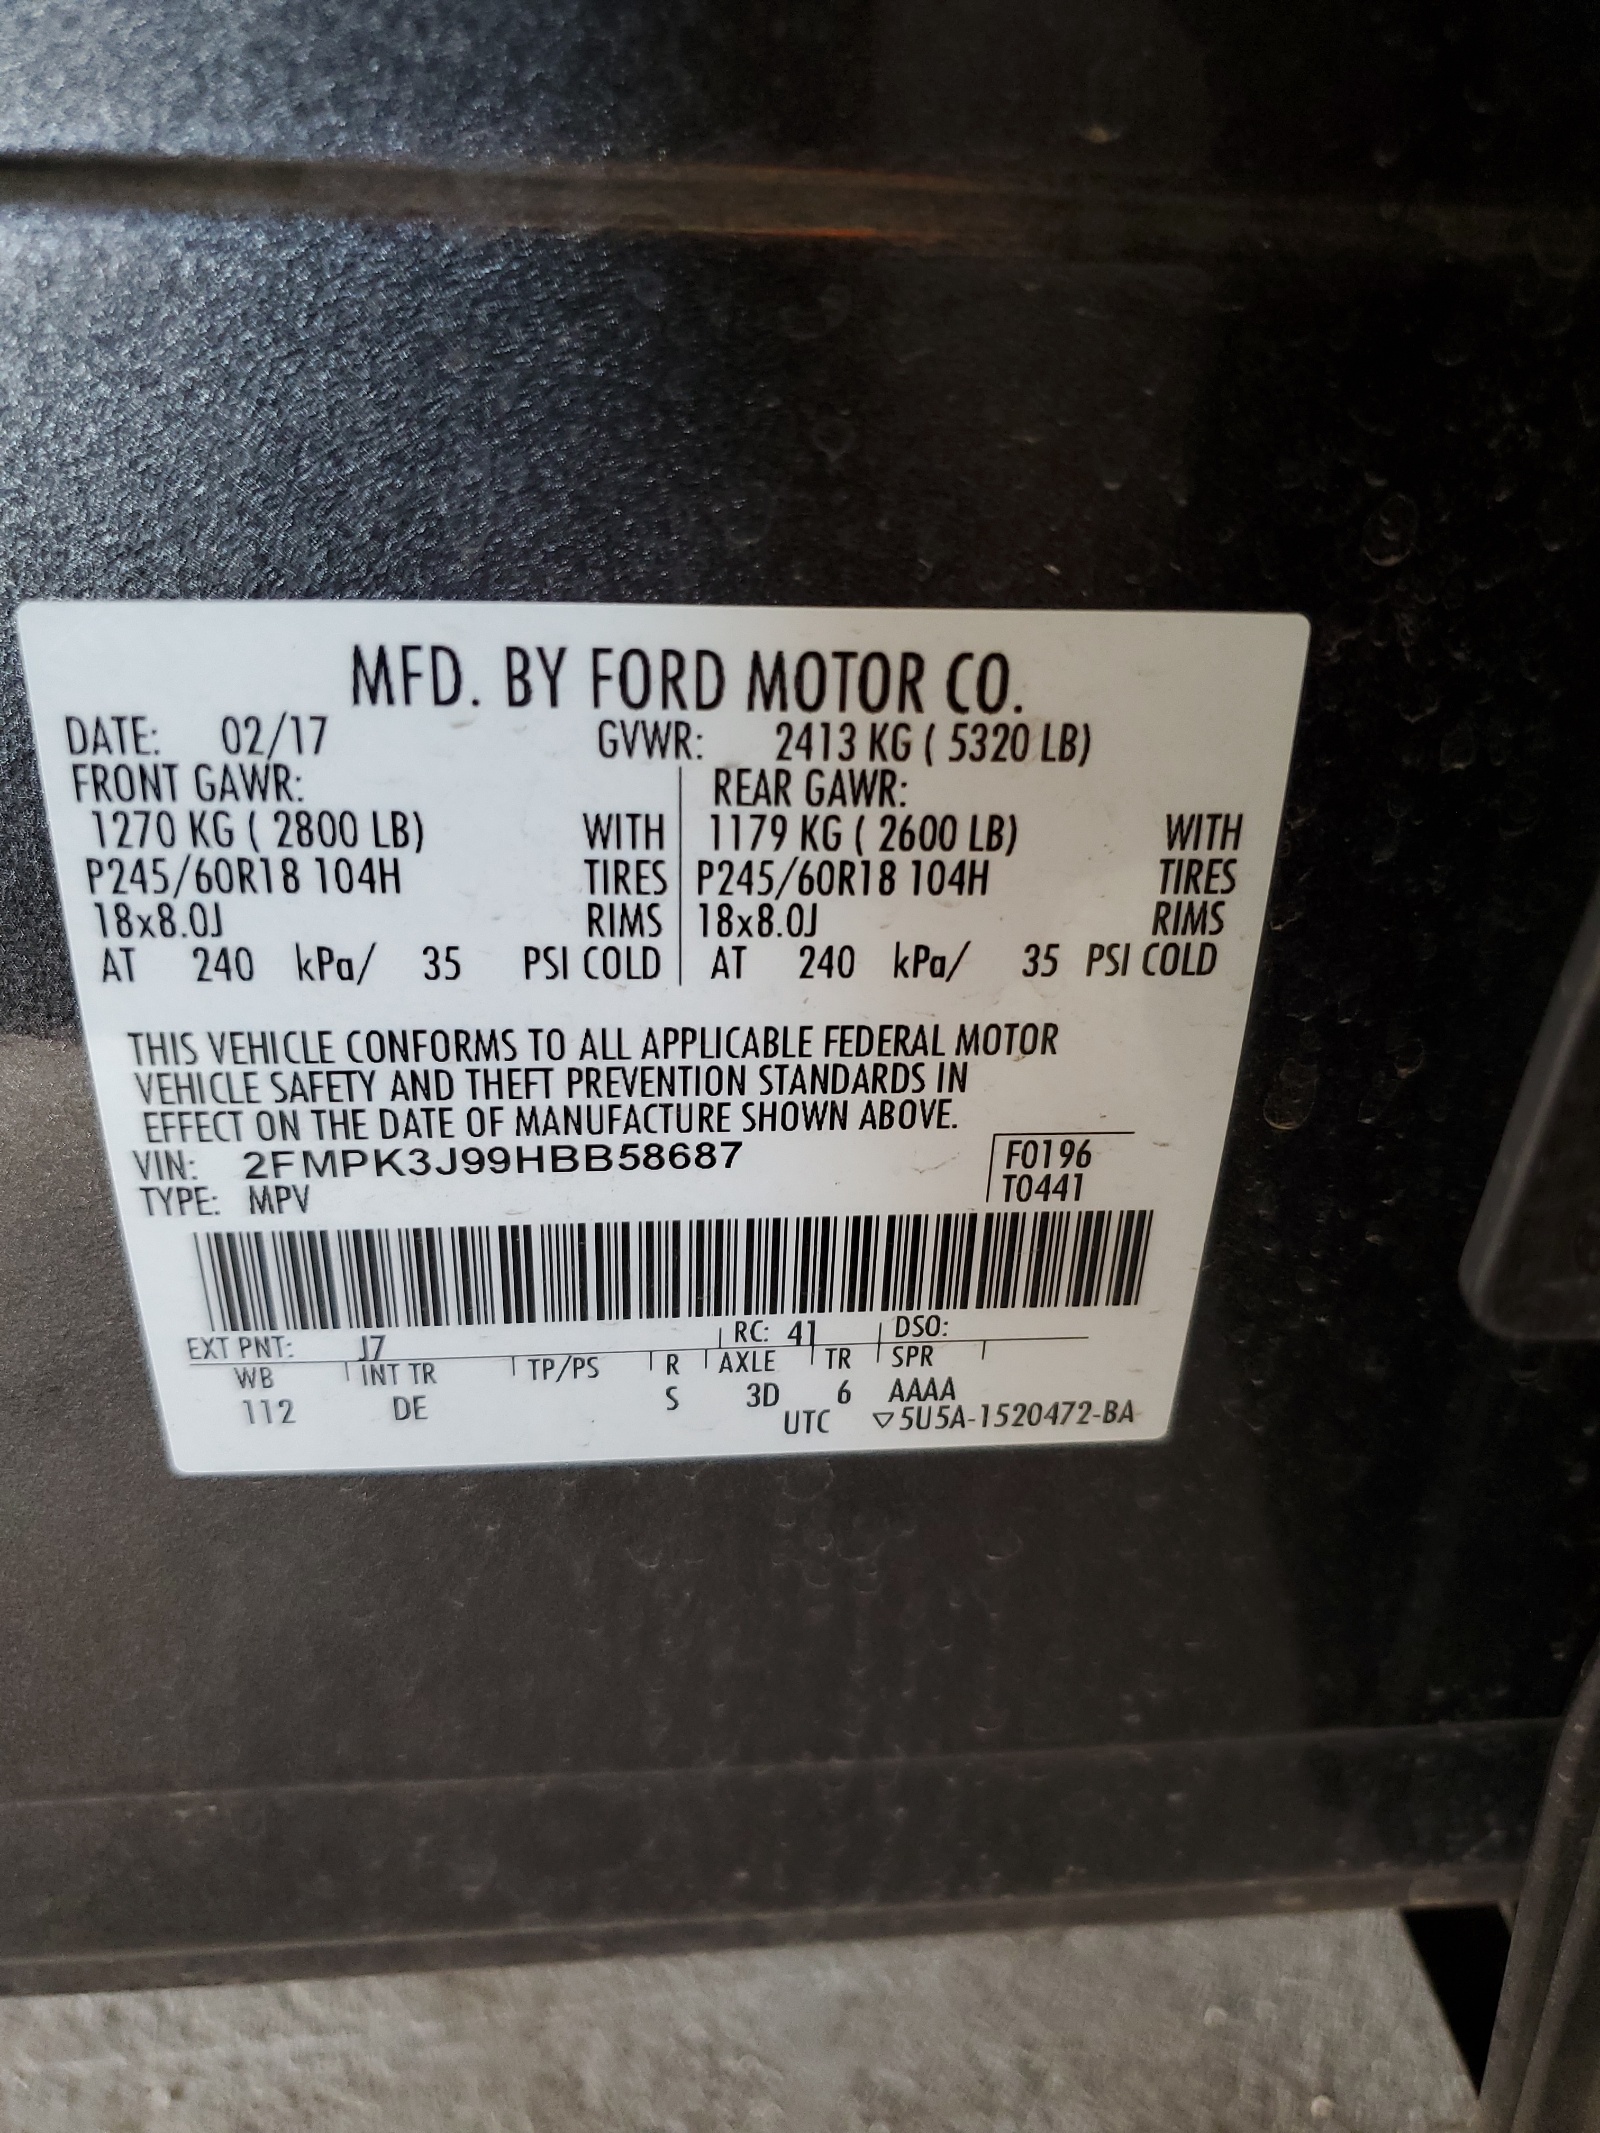 MFD. BY FORD MOTOR CO.
DATE: 02/17 GVWR: 2413 KG ( 5320 LB)
FRONT GAWR: REAR GAWR:
1270 KG ( 2800 LB) WITH 1179 KG ( 2600 LB) WITH
P245/60R18 104H TIRES P245/60R18 104H TIRES
18x8.0J RIMS 18x8.0J RIMS
AT 240 kPa/ 35 PSI COLD AT 240 kPa/ 35 PSI COLD
THIS VEHICLE CONFORMS TO ALL APPLICABLE FEDERAL MOTOR
VEHICLE SAFETY AND THEFT PREVENTION STANDARDS IN
EFFECT ON THE DATE OF MANUFACTURE SHOWN ABOVE.
VIN: 2FMPK3J99HBB58687 F0196
TYPE: MPV T0441
EXT PNT: J7 RC: 41 DSO:
WB INT TR TP/PS R AXLE TR SPR
112 DE S 3D 6 AAAA
UTC ▽5U5A-1520472-BA